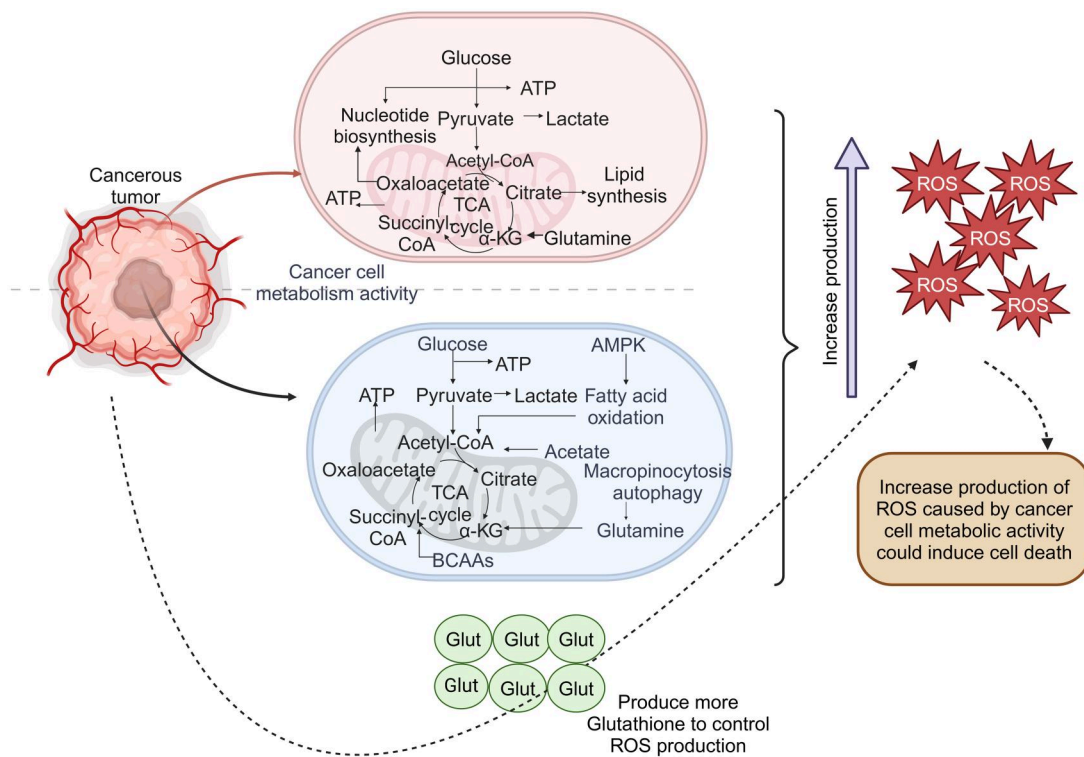 Cancerous
tumor
Glucose
ATP
Nucleotide
biosynthesis
Pyruvate
Lactate
Acetyl-CoA
Oxaloacetate
Citrate
Lipid
synthesis
ATP
TCA
cycle
Succinyl
CoA
α-KG
Glutamine
Cancer cell
metabolism activity
Glucose
ATP
AMPK
ATP
Pyruvate
Lactate
Fatty acid
oxidation
Acetyl-CoA
Acetate
Oxaloacetate
Citrate
Macropinocytosis
autophagy
TCA
cycle
Succinyl-
CoA
α-KG
Glutamine
BCAAs
Increase production
ROS
ROS
ROS
ROS
ROS
Increase production of
ROS caused by cancer
cell metabolic activity
could induce cell death
Glut
Glut
Glut
Glut
Glut
Glut
Produce more
Glutathione to control
ROS production